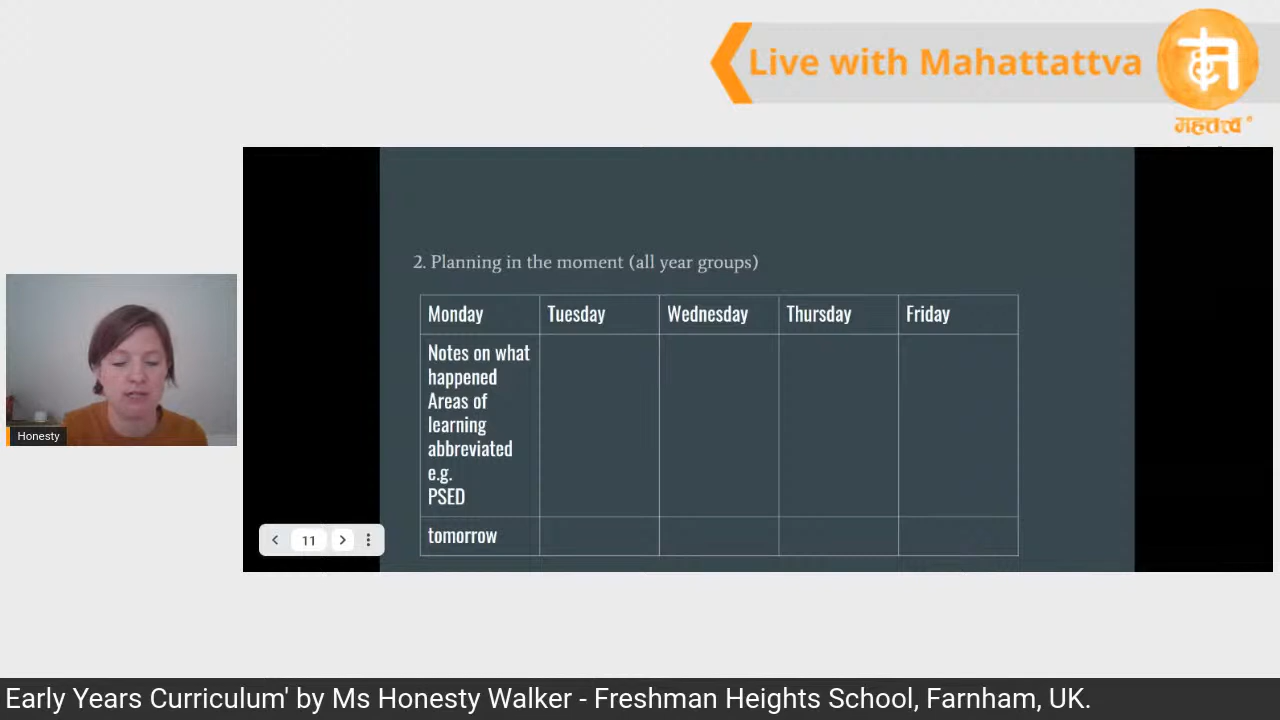 Live with Mahattattva
महत्तत्त्व
2. Planning in the moment (all year groups)
Monday Tuesday Wednesday Thursday Friday
Notes on what
happened
Areas of
learning
abbreviated
e.g.
PSED
tomorrow
11
Honesty
Early Years Curriculum' by Ms Honesty Walker - Freshman Heights School, Farnham, UK.